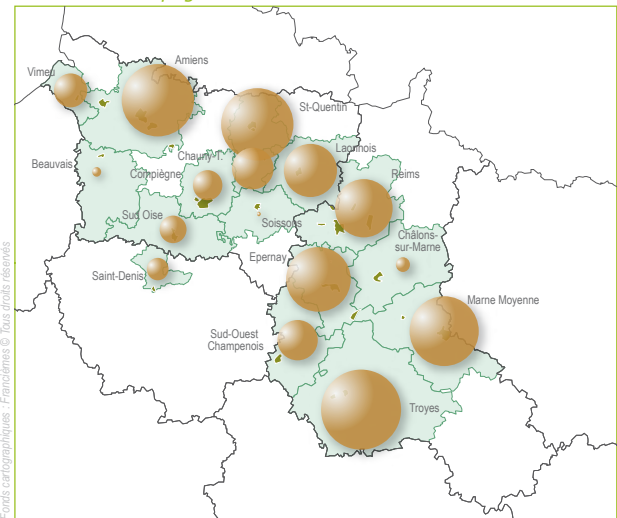 Amiens
Vimeu
St-Quentin
Laonnois
Chauny-T.
Beauvais
Compiègne
Reims
Sud Oise
Soissons
Châlons-
sur-Marne
Epernay
Saint-Denis
Marne Moyenne
Sud-Ouest
Champenois
Troyes
Fonds cartographiques : Francièmes © Tous droits réservés